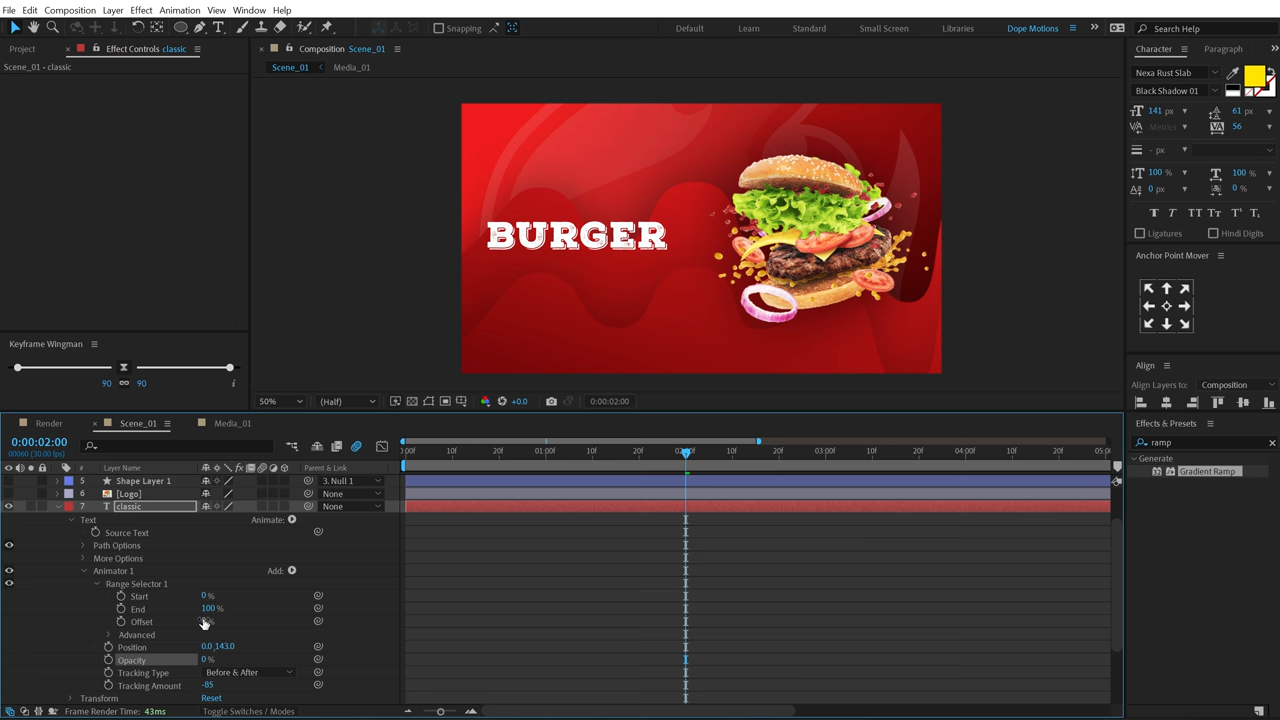 File Edit Composition Layer Effect Animation View Window Help
Snapping
Default Learn Standard Small Screen Libraries Dope Motions
Search Help
Project Effect Controls classic
Scene_01 - classic
Composition Scene_01
Scene_01 Media_01
BURGER
Keyframe Wingman
90 90
50% (Half) +0.0 0:00:02:00
Character Paragraph
Nexa Rust Slab
Black Shadow 01
141 px 61 px
Metrics 56
- px
100 % 100 %
0 px 0 %
Ligatures Hindi Digits
Anchor Point Mover
Align
Align Layers to: Composition
Effects & Presets
ramp
Generate
Gradient Ramp
Render Scene_01 Media_01
0:00:02:00
00060 (30.00 fps)
# Layer Name Parent & Link
10f 20f 01:00f 10f 20f 10f 20f 03:00f 10f 20f 04:00f 10f 20f 05:0
5 Shape Layer 1 3. Null 1
6 [Logo] None
7 T classic None
Text Animate:
Source Text
Path Options
More Options
Animator 1 Add:
Range Selector 1
Start 0 %
End 100 %
Offset
Advanced
Position 0.0 ,143.0
Opacity 0 %
Tracking Type Before & After
Tracking Amount -85
Transform Reset
Frame Render Time: 43ms Toggle Switches / Modes